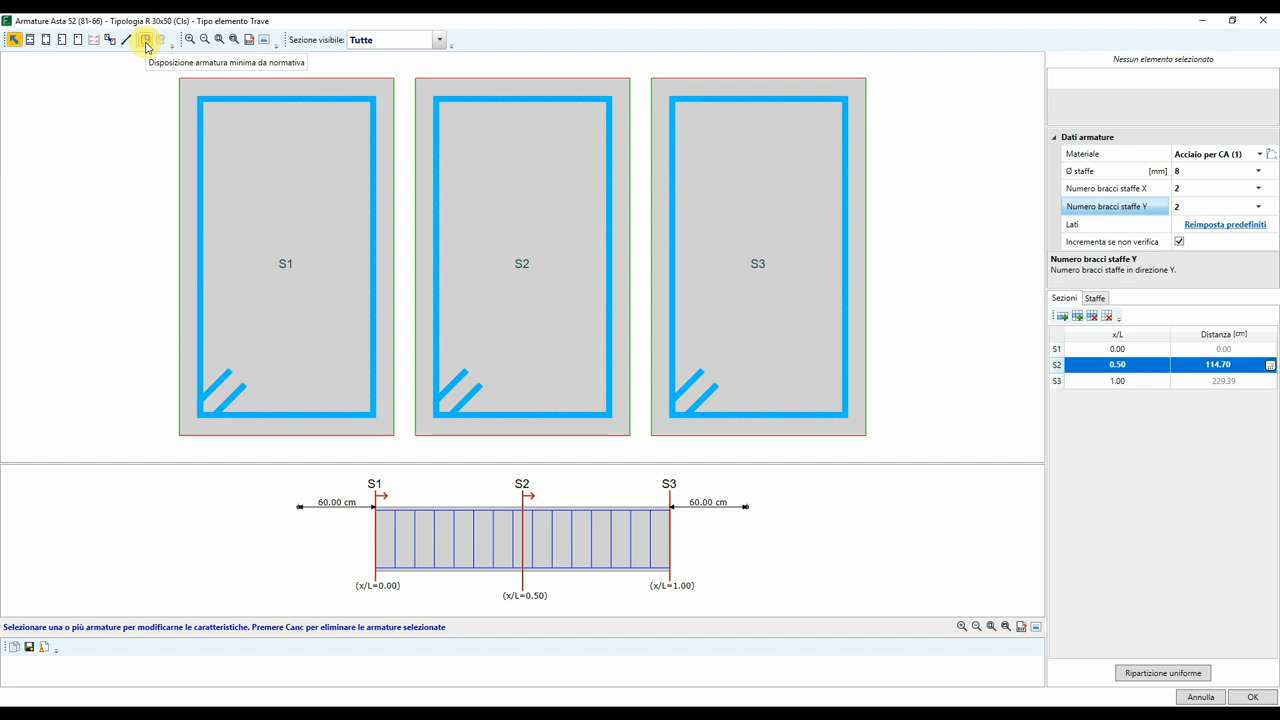 Armature Asta 52 (81-66) - Tipologia R 30x50 (Cls) - Tipo elemento Trave
Sezione visibile: Tutte
Disposizione armatura minima da normativa
Nessun elemento selezionato
S1 S2 S3
Dati armature
Materiale Acciaio per CA (1)
Ø staffe [mm] 8
Numero bracci staffe X 2
Numero bracci staffe Y 2
Lati Reimposta predefiniti
Incrementa se non verifica
Numero bracci staffe Y
Numero bracci staffe in direzione Y.
Sezioni Staffe
x/L Distanza [cm]
S1 0.00 0.00
S2 0.50 114.70
S3 1.00 229.39
S1 S2 S3
60.00 cm 60.00 cm
(x/L=0.00) (x/L=0.50) (x/L=1.00)
Selezionare una o più armature per modificarne le caratteristiche. Premere Canc per eliminare le armature selezionate
Ripartizione uniforme
Annulla OK